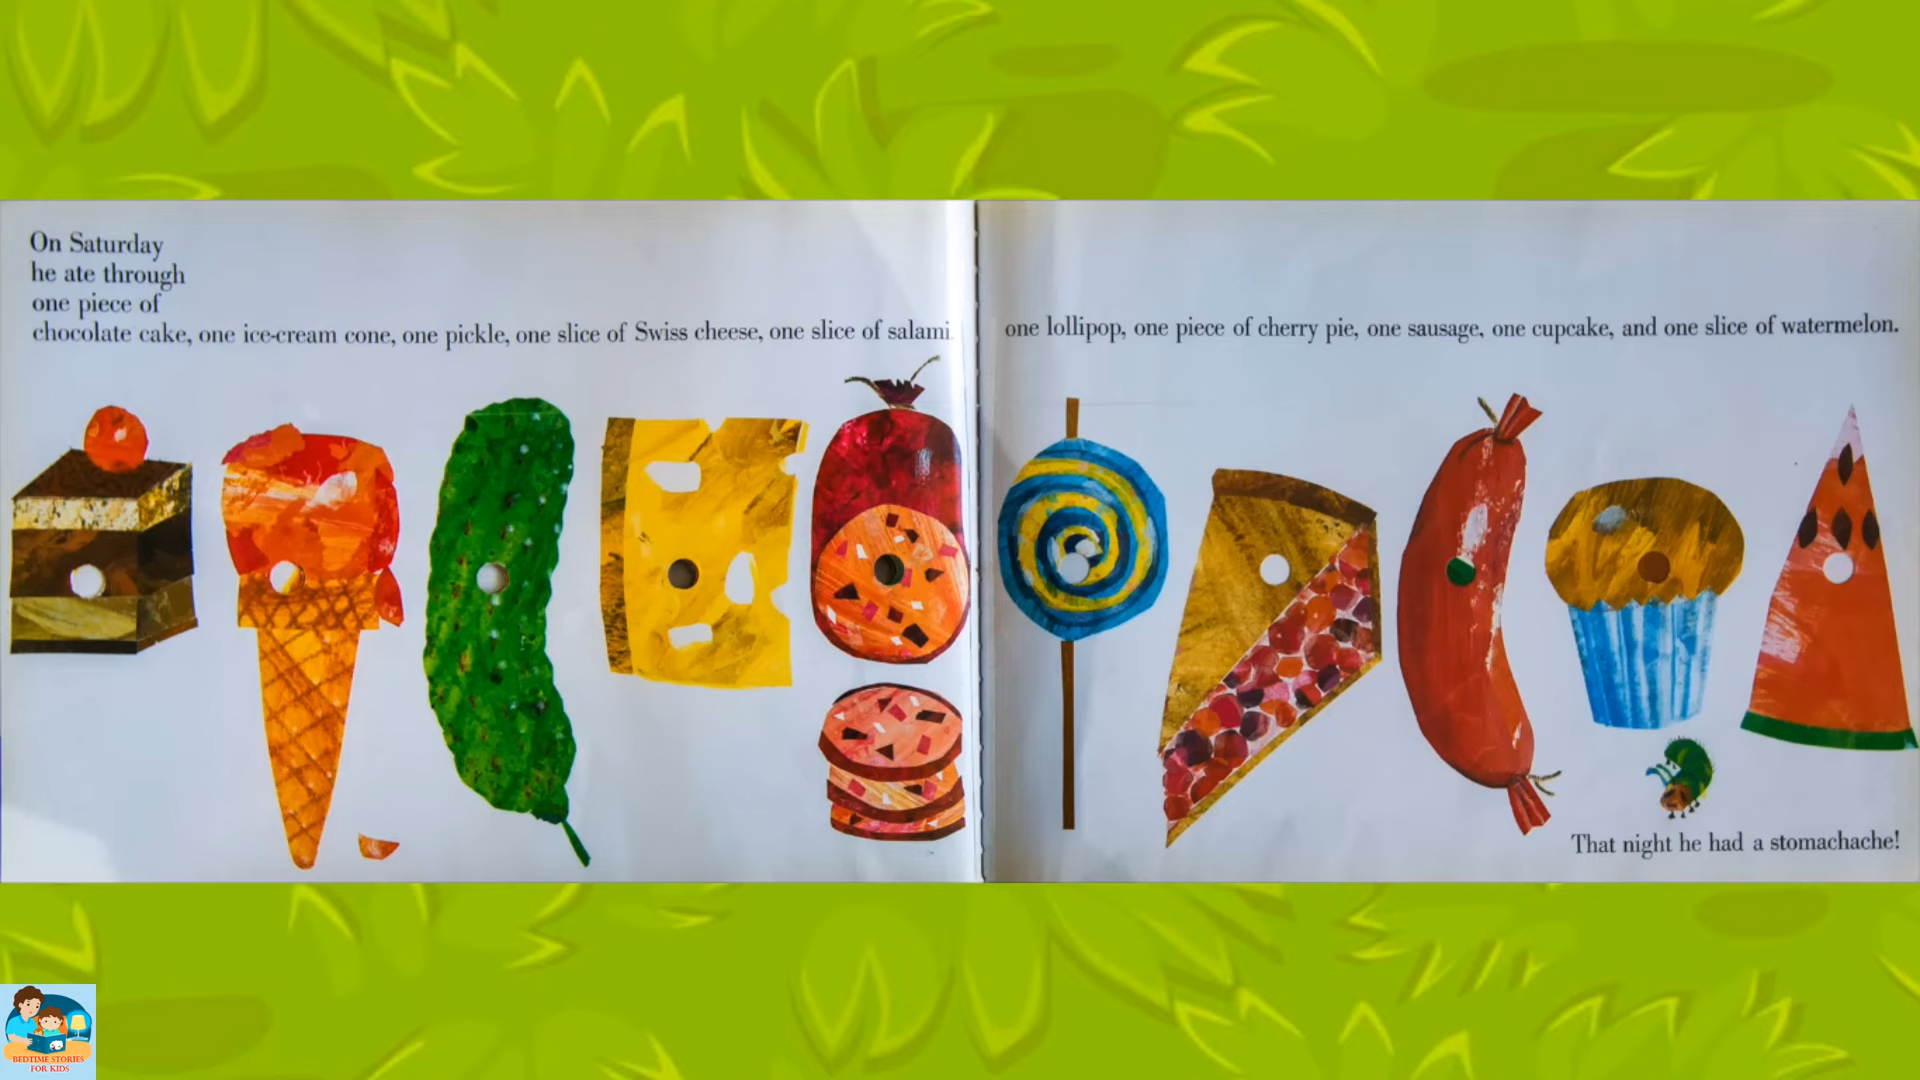 On Saturday
he ate through
one piece of
chocolate cake, one ice-cream cone, one pickle, one slice of Swiss cheese, one slice of salami,
one lollipop, one piece of cherry pie, one sausage, one cupcake, and one slice of watermelon.
That night he had a stomachache!
BEDTIME STORIES
FOR KIDS